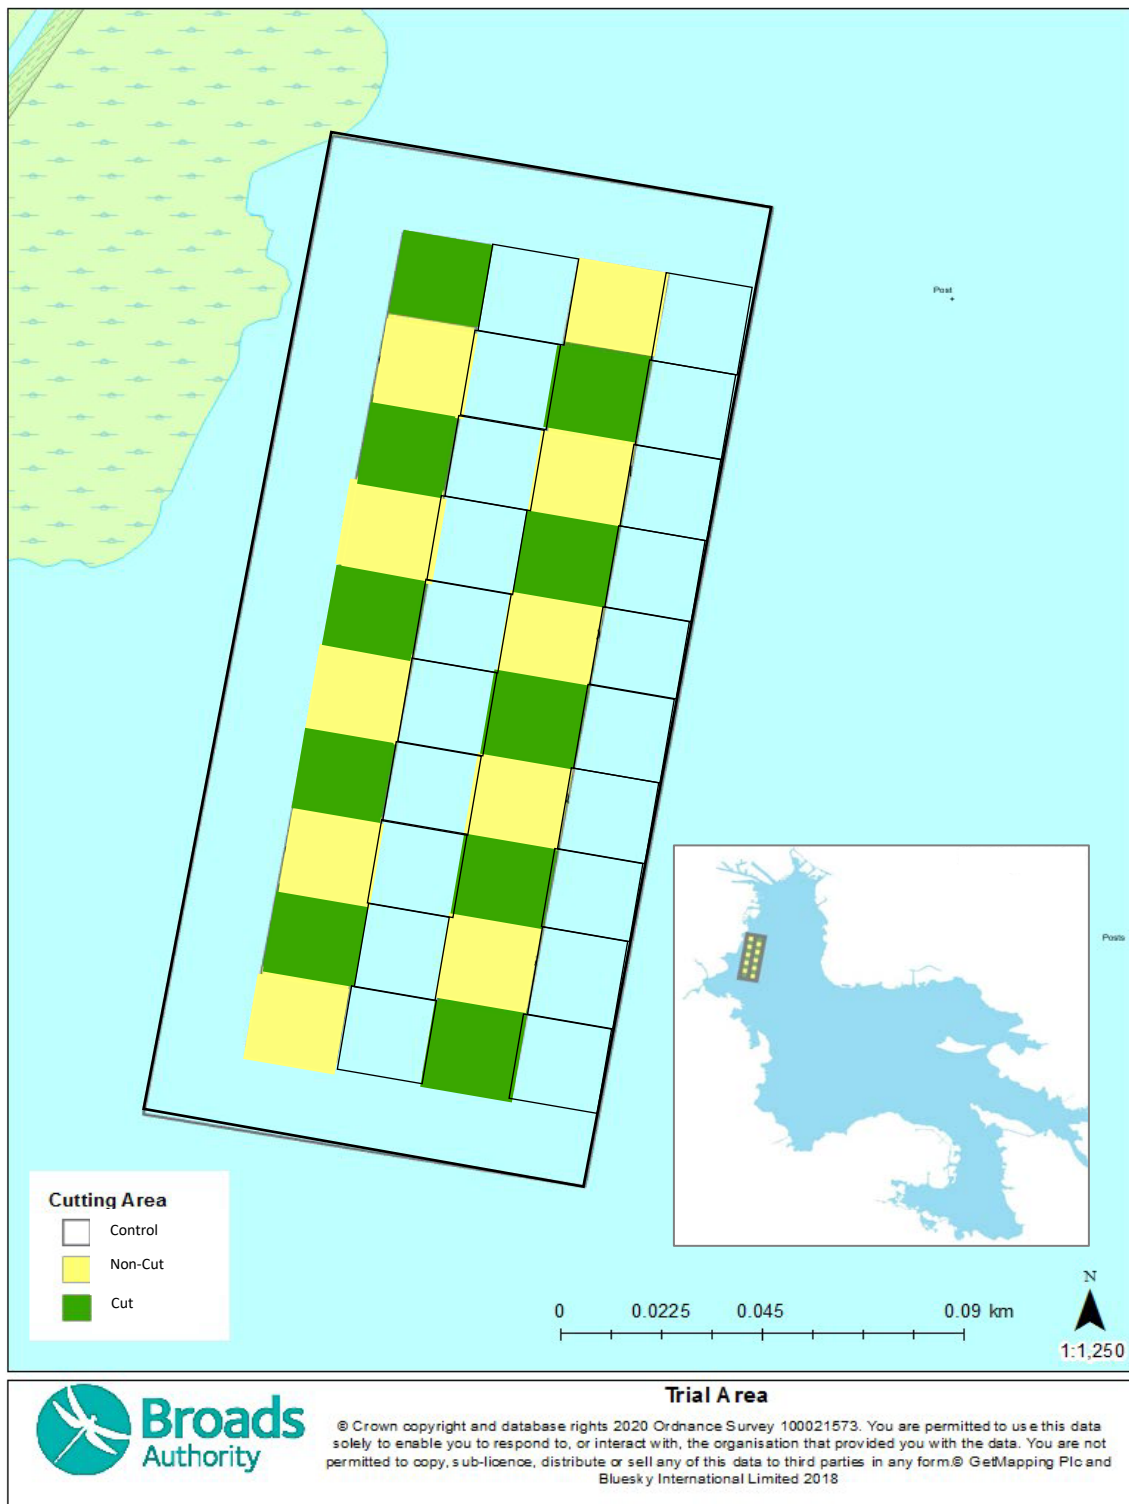 Post
Posts
Cutting Area
Control
Non-Cut
Cut
0 0.0225 0.045 0.09 km
N
1:1,250
Broads
Authority
Trial Area
© Crown copyright and database rights 2020 Ordnance Survey 100021573. You are permitted to use this data
solely to enable you to respond to, or interact with, the organisation that provided you with the data. You are not
permitted to copy, sub-licence, distribute or sell any of this data to third parties in any form.© GetMapping Plc and
Bluesky International Limited 2018